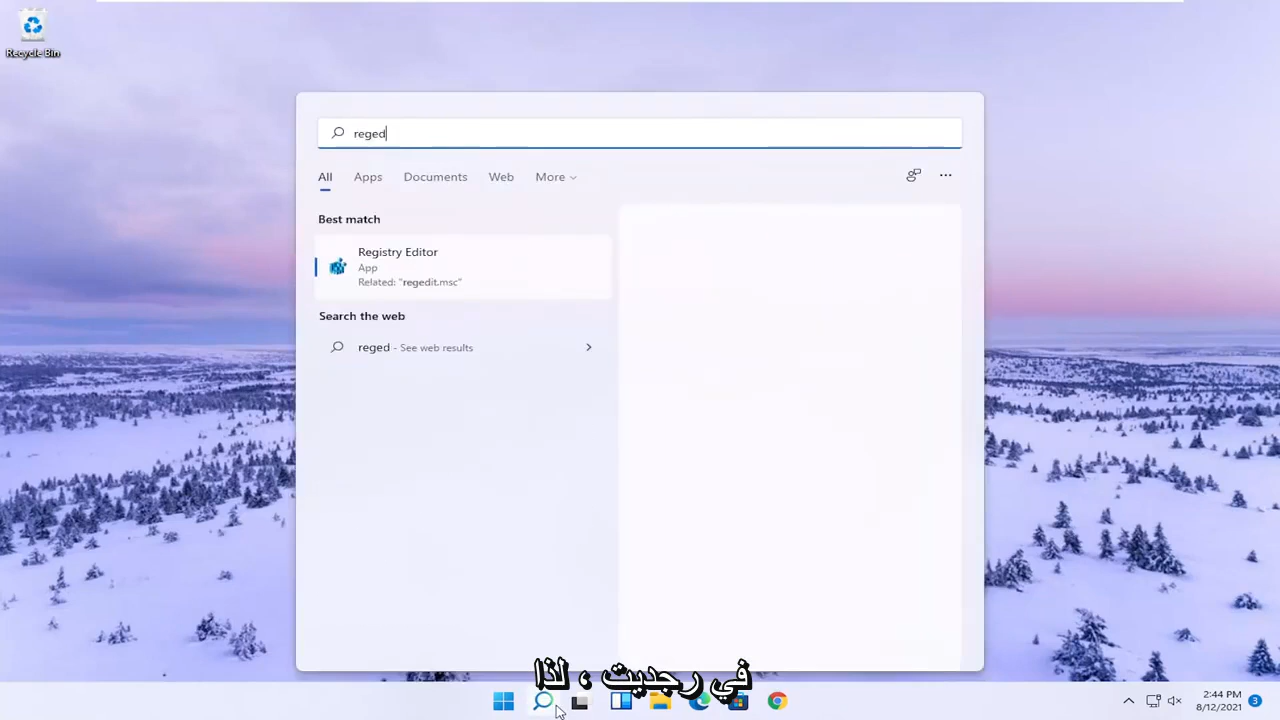 Recycle Bin
reged
All Apps Documents Web More
Best match
Registry Editor
App
Related: "regedit.msc"
Search the web
reged - See web results
في رجديت ، لذا
2:44 PM
8/12/2021
3